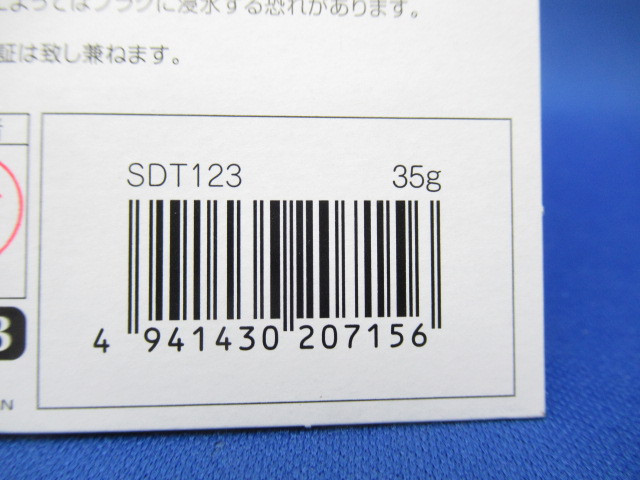 よってはプラグに浸水する恐れがあります。
証は致し兼ねます。
SDT123 35g
4 941430 207156